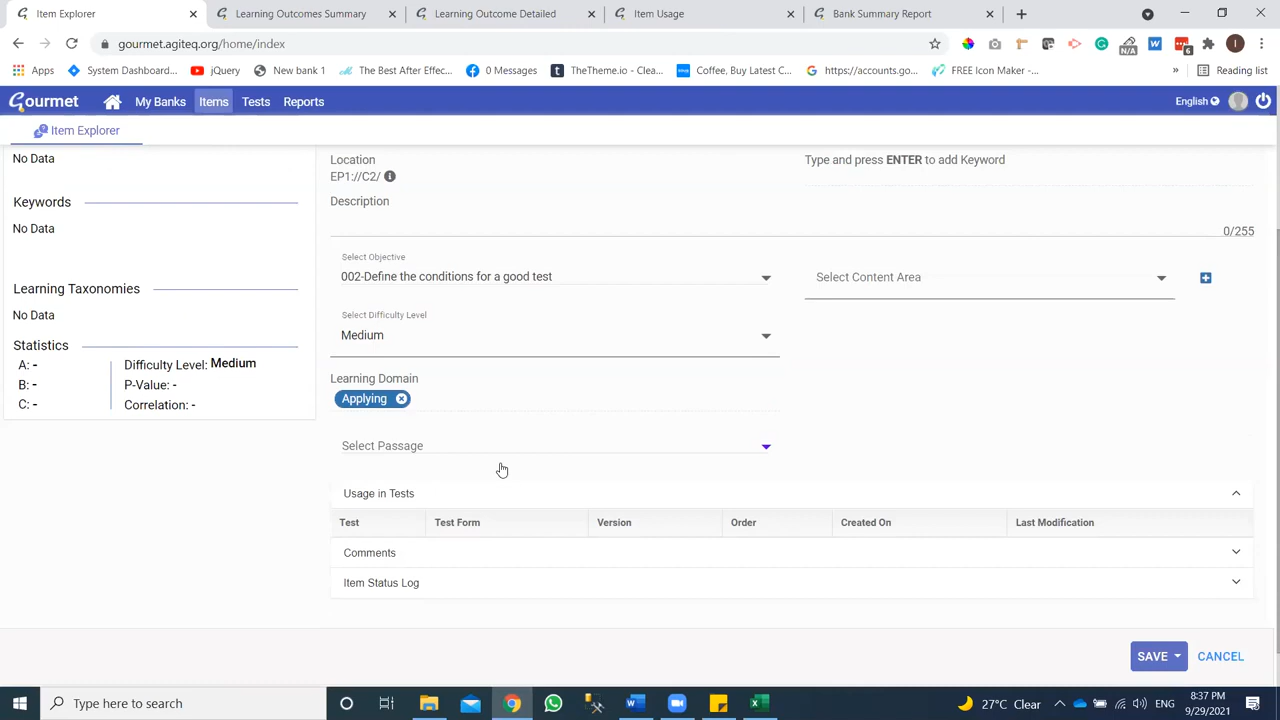 Item Explorer
Learning Outcomes Summary
Learning Outcome Detailed
Item Usage
Bank Summary Report
gourmet.agiteq.org/home/index
N/A
6
I
Apps
System Dashboard...
jQuery
New bank 1
The Best After Effec...
0 Messages
TheTheme.io - Clea...
Coffee, Buy Latest C...
https://accounts.go...
FREE Icon Maker -...
»
Reading list
Gourmet
My Banks
Items
Tests
Reports
English
Item Explorer
No Data
Keywords
No Data
Learning Taxonomies
No Data
Statistics
A: -
Difficulty Level: Medium
B: -
P-Value: -
C: -
Correlation: -
Location
EP1://C2/
Type and press ENTER to add Keyword
Description
0/255
Select Objective
002-Define the conditions for a good test
Select Content Area
Select Difficulty Level
Medium
Learning Domain
Applying
Select Passage
Usage in Tests
Test
Test Form
Version
Order
Created On
Last Modification
Comments
Item Status Log
SAVE
CANCEL
Type here to search
27°C Clear
ENG
8:37 PM
9/29/2021